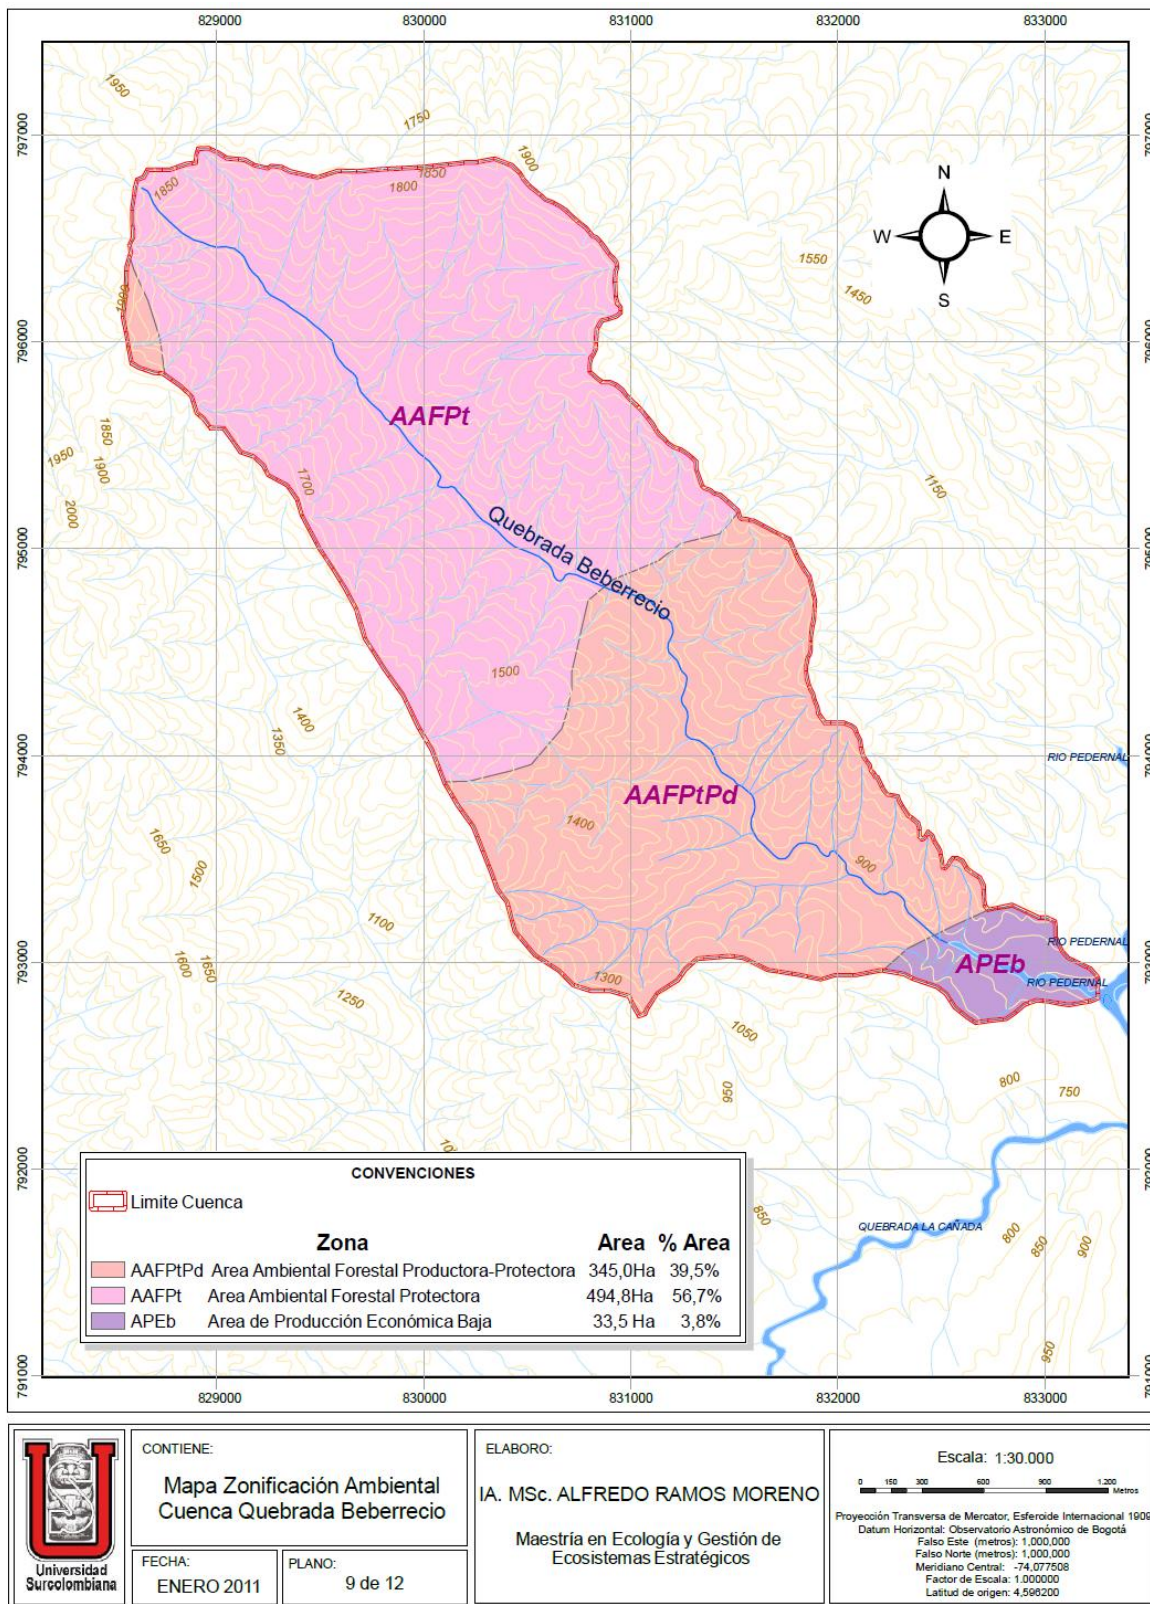 829000 830000 831000 832000 833000
797000 797000
796000 796000
795000 795000
794000 794000
793000 793000
792000 792000
791000 791000
1950
1750
1900
1850
1800
1850
N
W E
S
1550
1450
1900
AAFPt
1850
1950
1900
2000
1700
1150
Quebrada Beberrecio
1500
1400
1350
RIO PEDERNAL
AAFPtPd
1400
1650
1500
900
1100
RIO PEDERNAL
1600
1650
1250
1300
APEb
RIO PEDERNAL
1050
950
800
750
850
QUEBRADA LA CAÑADA
800
850
900
950
CONVENCIONES
Limite Cuenca
Zona Area % Area
AAFPtPd Area Ambiental Forestal Productora-Protectora 345,0Ha 39,5%
AAFPt Area Ambiental Forestal Protectora 494,8Ha 56,7%
APEb Area de Producción Económica Baja 33,5 Ha 3,8%
829000 830000 831000 832000 833000
Universidad
Surcolombiana
CONTIENE:
Mapa Zonificación Ambiental
Cuenca Quebrada Beberrecio
FECHA:
ENERO 2011
PLANO:
9 de 12
ELABORO:
IA. MSc. ALFREDO RAMOS MORENO
Maestría en Ecología y Gestión de
Ecosistemas Estratégicos
Escala: 1:30.000
0 150 300 600 900 1.200
Metros
Proyección Transversa de Mercator, Esferoide Internacional 1909
Datum Horizontal: Observatorio Astronómico de Bogotá
Falso Este (metros): 1,000,000
Falso Norte (metros): 1,000,000
Meridiano Central: -74,077508
Factor de Escala: 1.000000
Latitud de origen: 4,596200